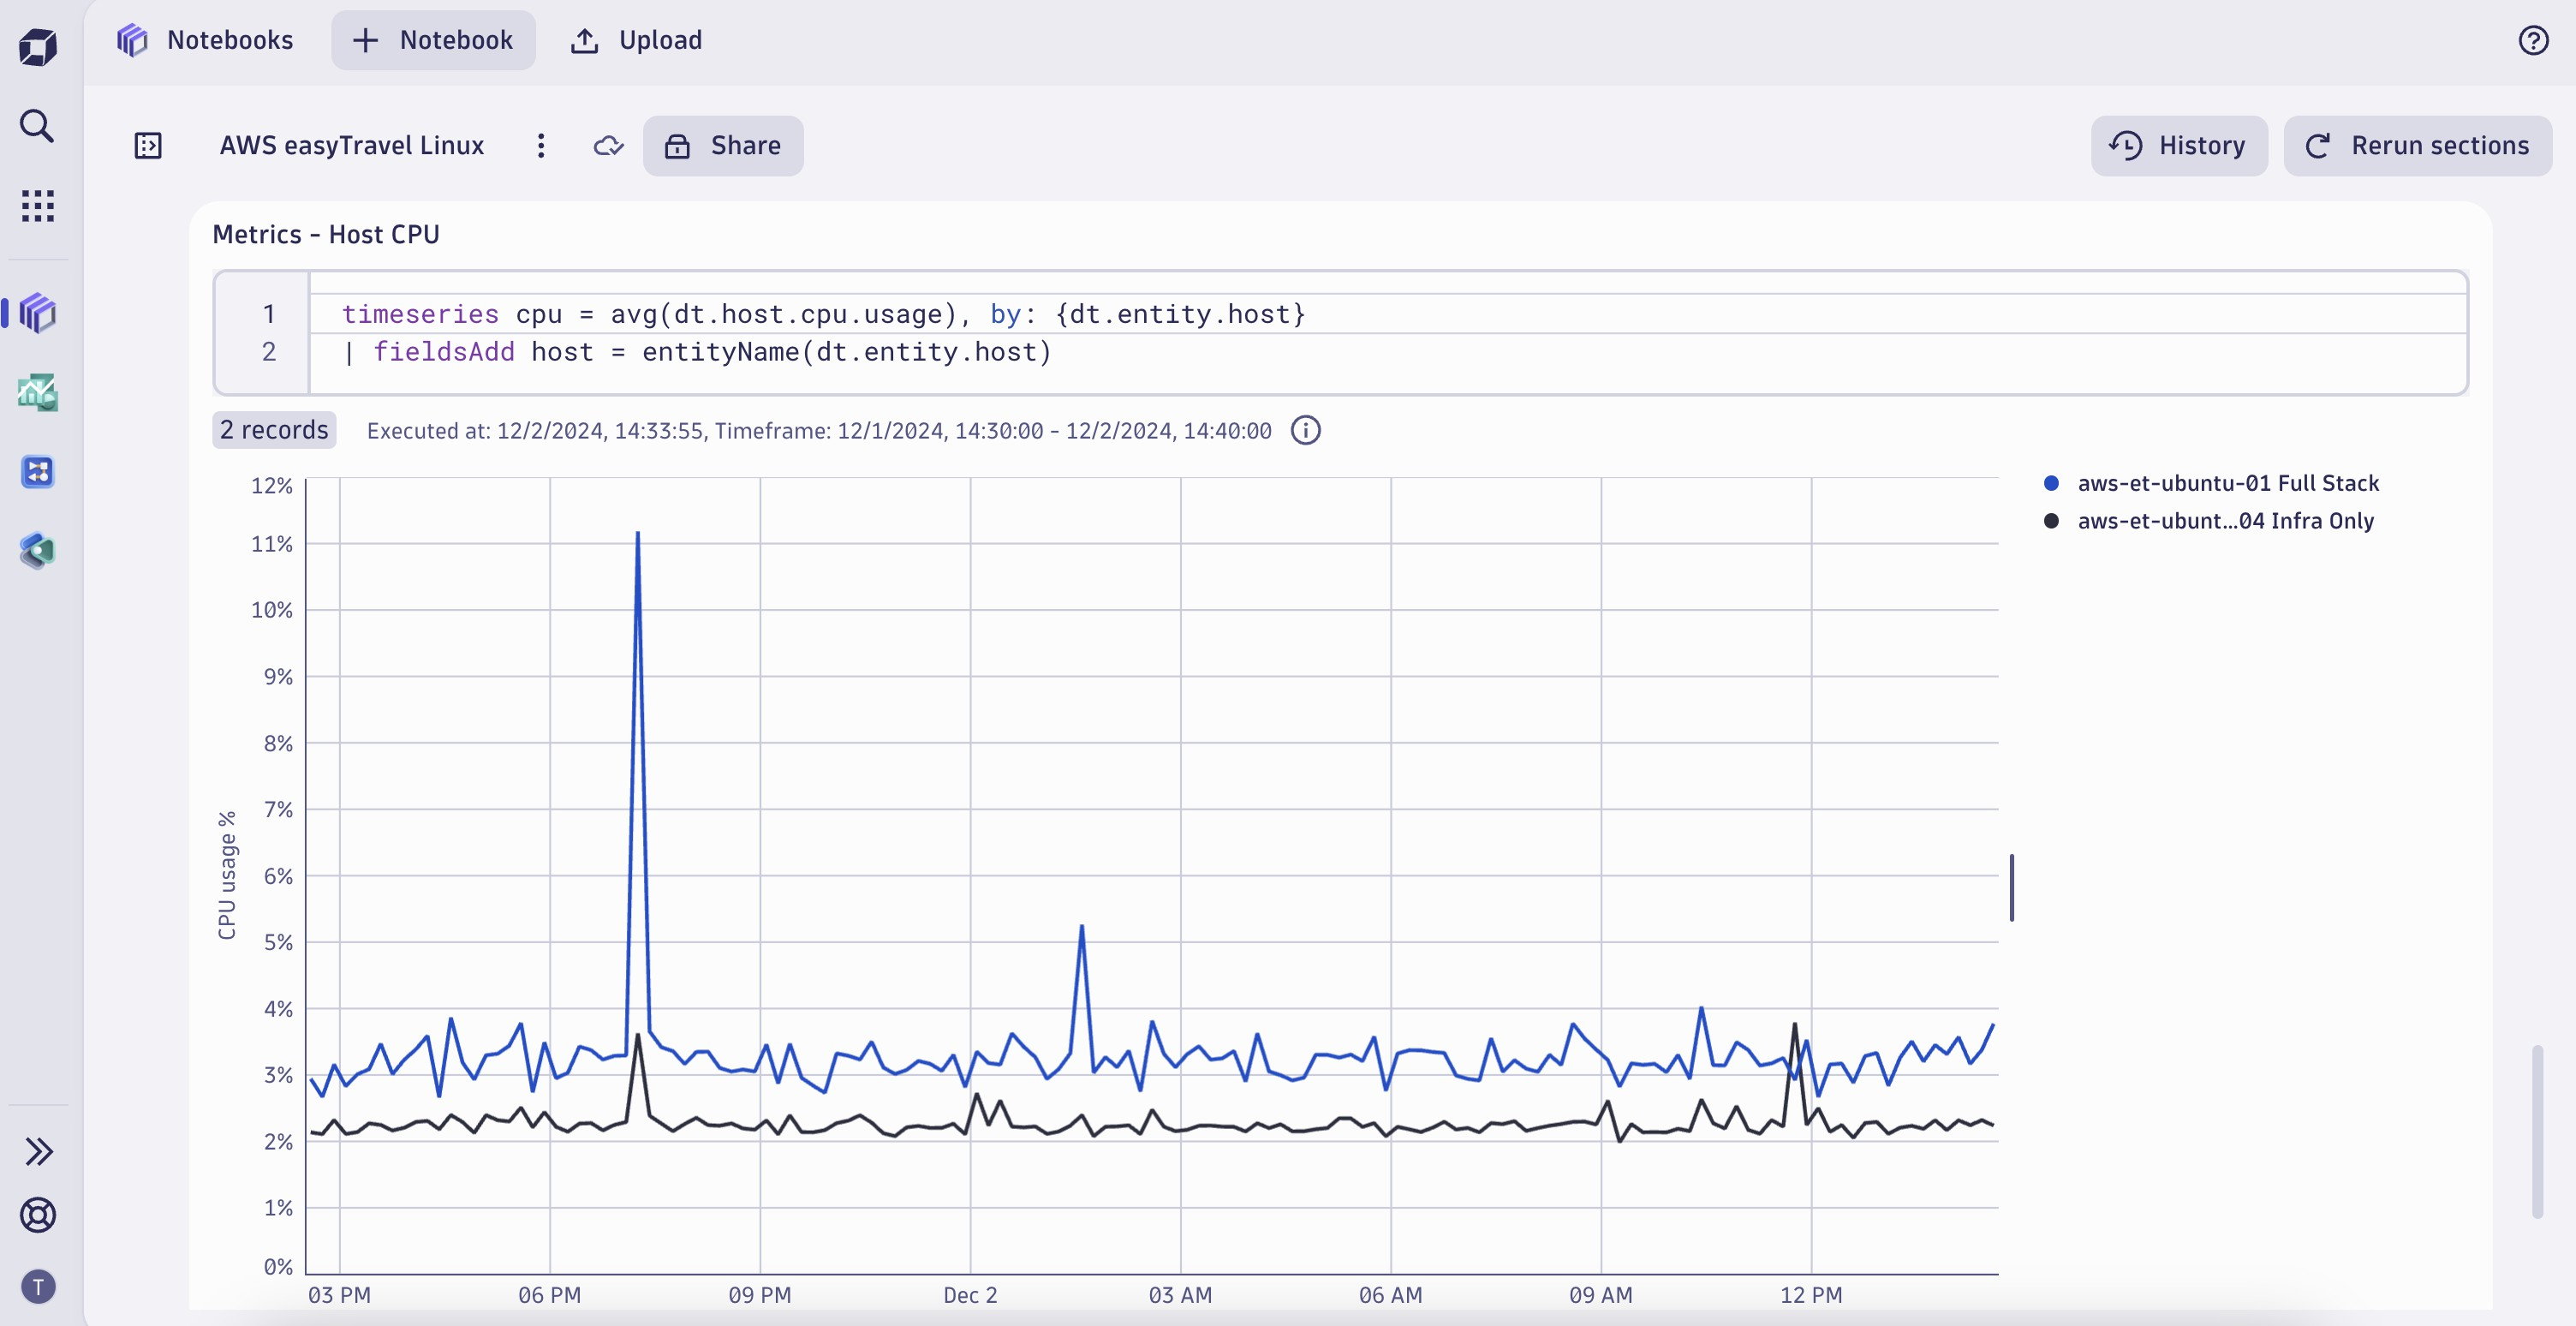 Notebooks
Notebook
Upload
AWS easyTravel Linux
Share
History
Rerun sections
Metrics - Host CPU
1 timeseries cpu = avg(dt.host.cpu.usage), by: {dt.entity.host}
2 | fieldsAdd host = entityName(dt.entity.host)
2 records Executed at: 12/2/2024, 14:33:55, Timeframe: 12/1/2024, 14:30:00 - 12/2/2024, 14:40:00
aws-et-ubuntu-01 Full Stack
aws-et-ubunt...04 Infra Only
12%
11%
10%
9%
8%
7%
6%
5%
4%
3%
2%
1%
0%
CPU usage %
03 PM 06 PM 09 PM Dec 2 03 AM 06 AM 09 AM 12 PM
T